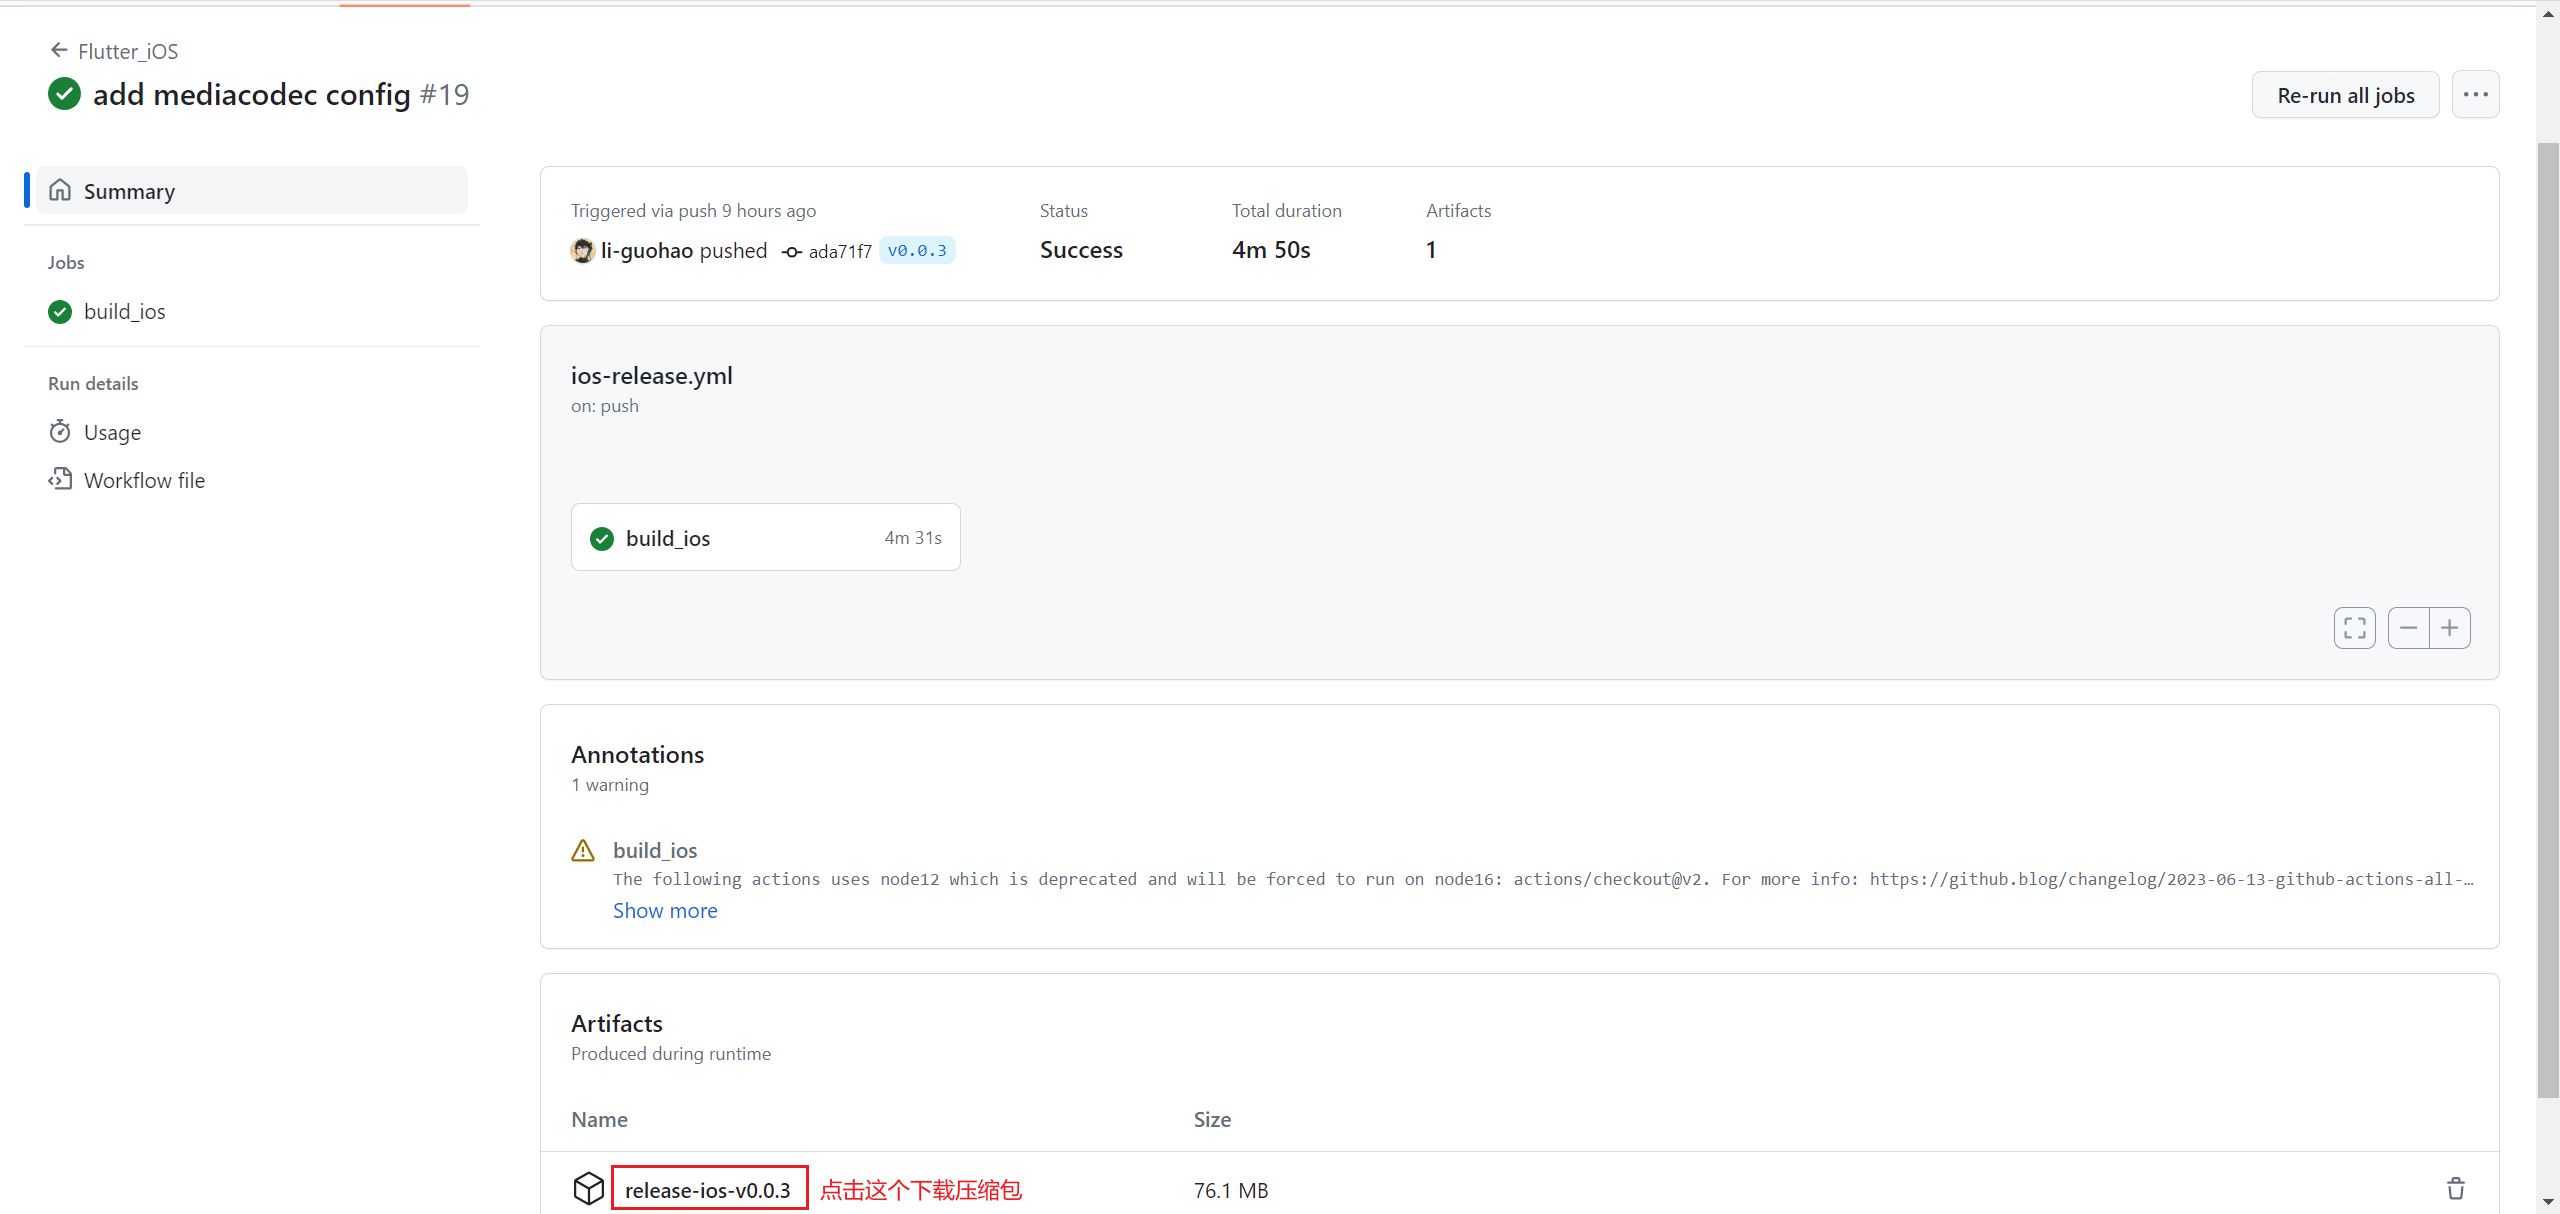 Flutter_iOS
add mediacodec config #19
Re-run all jobs
Summary
Jobs
build_ios
Run details
Usage
Workflow file
Triggered via push 9 hours ago
li-guohao pushed ada71f7 v0.0.3
Status
Success
Total duration
4m 50s
Artifacts
1
ios-release.yml
on: push
build_ios 4m 31s
Annotations
1 warning
build_ios
The following actions uses node12 which is deprecated and will be forced to run on node16: actions/checkout@v2. For more info: https://github.blog/changelog/2023-06-13-github-actions-all-…
Show more
Artifacts
Produced during runtime
Name Size
release-ios-v0.0.3 点击这个下载压缩包 76.1 MB